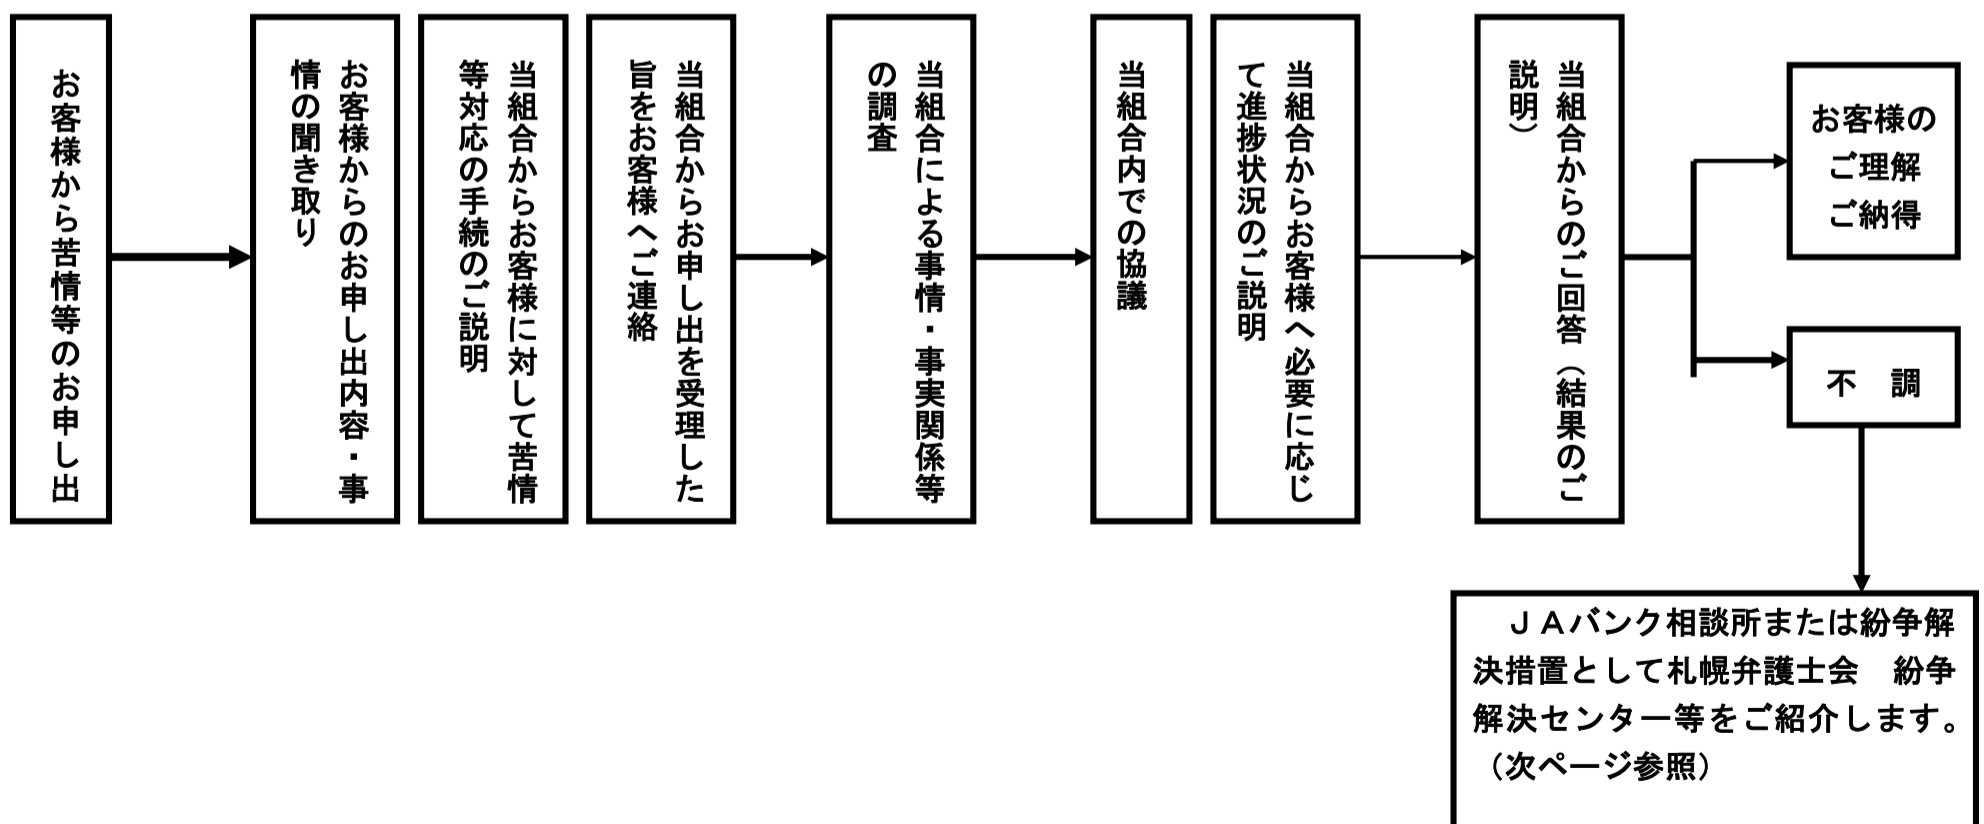 お客様から苦情等のお申し出
お客様からのお申し出内容・事
情の聞き取り
当組合からお客様に対して苦情
等対応の手続のご説明
当組合からお申し出を受理した
旨をお客様へご連絡
当組合による事情・事実関係等
の調査
当組合内での協議
当組合からお客様へ必要に応じ
て進捗状況のご説明
当組合からのご回答（結果のご
説明）
お客様の
ご理解
ご納得
不　調
ＪＡバンク相談所または紛争解
決措置として札幌弁護士会　紛争
解決センター等をご紹介します。
（次ページ参照）